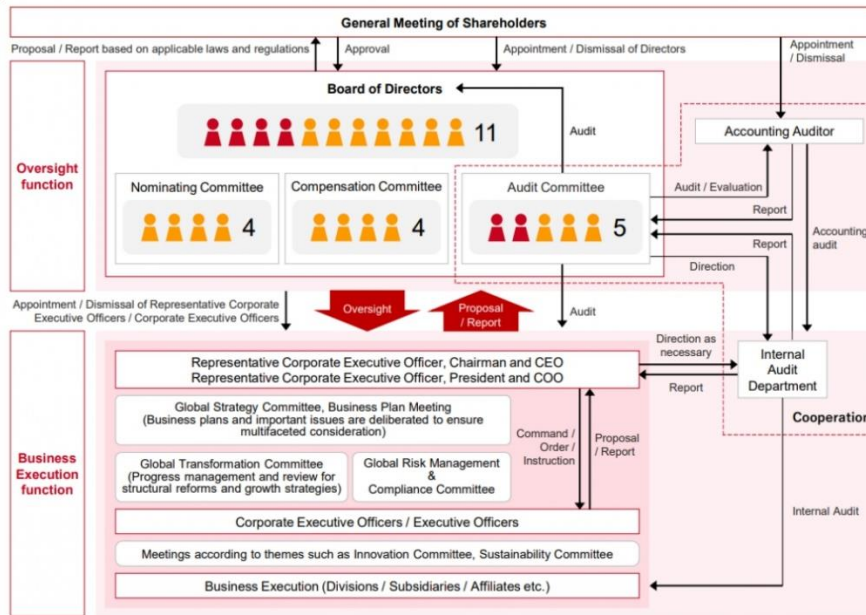 General Meeting of Shareholders
Proposal / Report based on applicable laws and regulations
Approval
Appointment / Dismissal of Directors
Appointment
/ Dismissal
Oversight
function
Board of Directors
11
Audit
Accounting Auditor
Nominating Committee
4
Compensation Committee
4
Audit Committee
5
Audit / Evaluation
Report
Report
Accounting
audit
Direction
Appointment / Dismissal of Representative Corporate
Executive Officers / Corporate Executive Officers
Oversight
Proposal
/ Report
Audit
Business
Execution
function
Representative Corporate Executive Officer, Chairman and CEO
Representative Corporate Executive Officer, President and COO
Direction as
necessary
Report
Internal
Audit
Department
Cooperation
Global Strategy Committee, Business Plan Meeting
(Business plans and important issues are deliberated to ensure
multifaceted consideration)
Command /
Order /
Instruction
Proposal
/ Report
Global Transformation Committee
(Progress management and review for
structural reforms and growth strategies)
Global Risk Management
&
Compliance Committee
Corporate Executive Officers / Executive Officers
Internal Audit
Meetings according to themes such as Innovation Committee, Sustainability Committee
Business Execution (Divisions / Subsidiaries / Affiliates etc.)